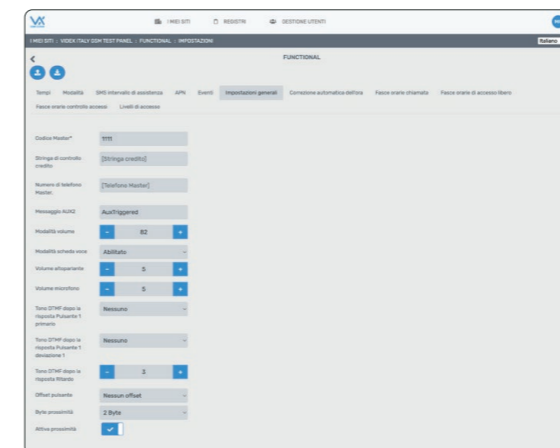 I MIEI SITI REGISTRI GESTIONE UTENTI
I MIEI SITI : VIDEX ITALY GSM TEST PANEL : FUNCTIONAL : IMPOSTAZIONI Italiano
FUNCTIONAL
Tempi Modalità SMS intervallo di assistenza APN Eventi Impostazioni generali Correzione automatica dell'ora Fasce orarie chiamata Fasce orarie di accesso libero
Fasce orarie controllo accessi Livelli di accesso
Codice Master* 1111
Stringa di controllo credito [Stringa credito]
Numero di telefono Master. [Telefono Master]
Messaggio AUX2 AuxTriggered
Modalità volume - 82 +
Modalità scheda voce Abilitato
Volume altoparlante - 5 +
Volume microfono - 5 +
Tono DTMF dopo la risposta Pulsante 1 primario Nessuno
Tono DTMF dopo la risposta Pulsante 1 deviazione 1 Nessuno
Tono DTMF dopo la risposta Ritardo - 3 +
Offset pulsante Nessun offset
Byte prossimità 2 Byte
Attiva prossimità